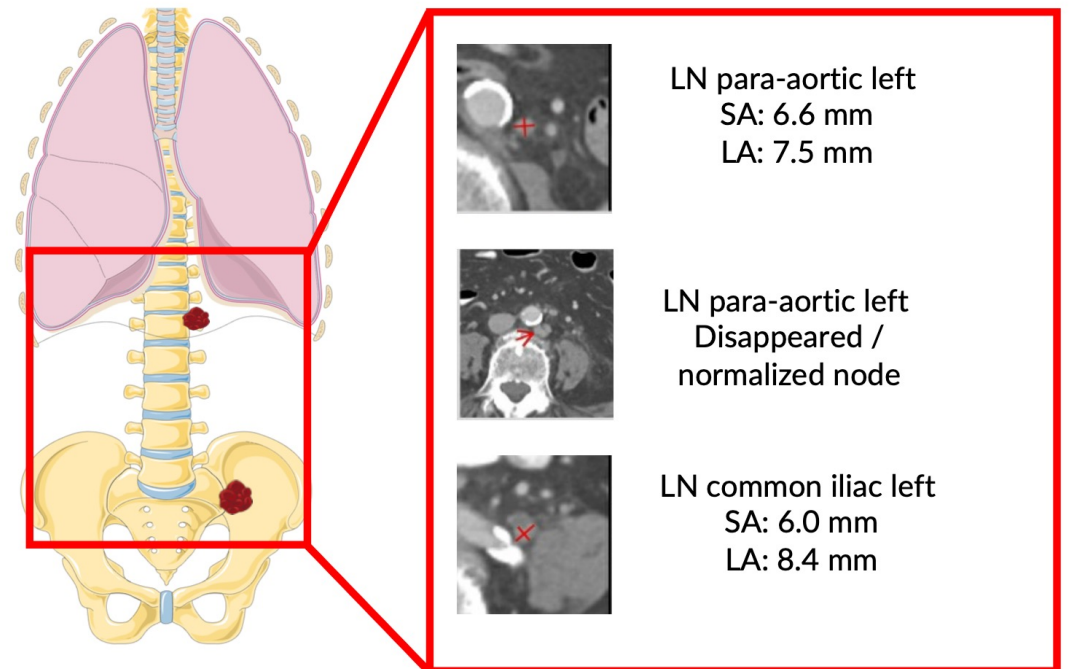 LN para-aortic left
SA: 6.6 mm
LA: 7.5 mm
LN para-aortic left
Disappeared /
normalized node
LN common iliac left
SA: 6.0 mm
LA: 8.4 mm